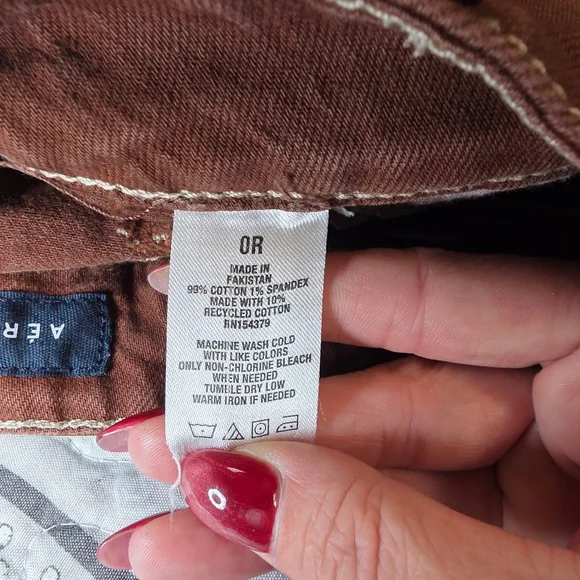 OR
MADE IN
PAKISTAN
99% COTTON 1% SPANDEX
MADE WITH 10%
RECYCLED COTTON
RN154379
MACHINE WASH COLD
WITH LIKE COLORS
ONLY NON-CHLORINE BLEACH
WHEN NEEDED
TUMBLE DRY LOW
WARM IRON IF NEEDED
AÉR